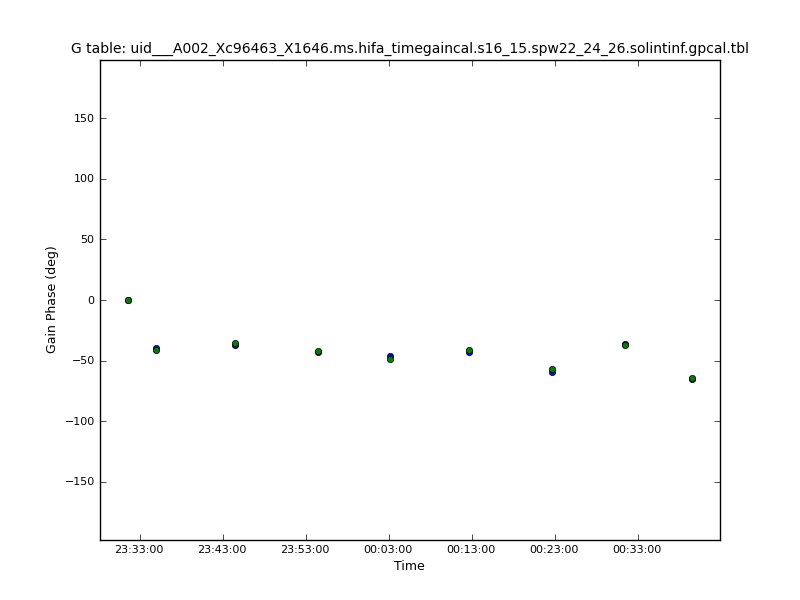 G table: uid___A002_Xc96463_X1646.ms.hifa_timegaincal.s16_15.spw22_24_26.solintinf.gpcal.tbl
150
100
50
0
−50
−100
−150
Gain Phase (deg)
23:33:00 23:43:00 23:53:00 00:03:00 00:13:00 00:23:00 00:33:00
Time